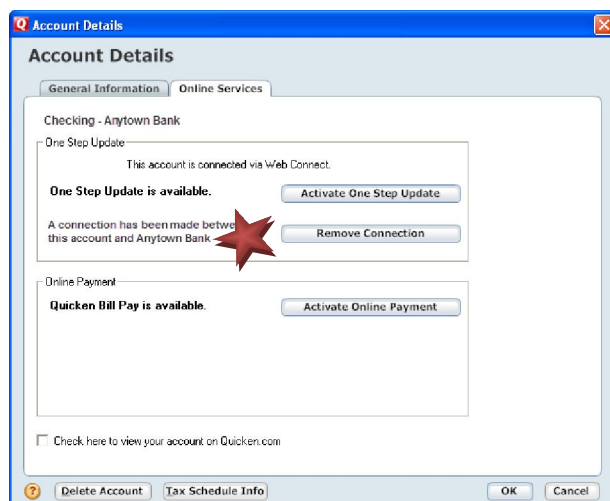 Account Details
Account Details
General Information Online Services
Checking - Anytown Bank
One Step Update
This account is connected via Web Connect.
One Step Update is available. Activate One Step Update
A connection has been made
this account and Anytown Bank Remove Connection
Online Payment
Quicken Bill Pay is available. Activate Online Payment
Check here to view your account on Quicken.com
? Delete Account Tax Schedule Info OK Cancel